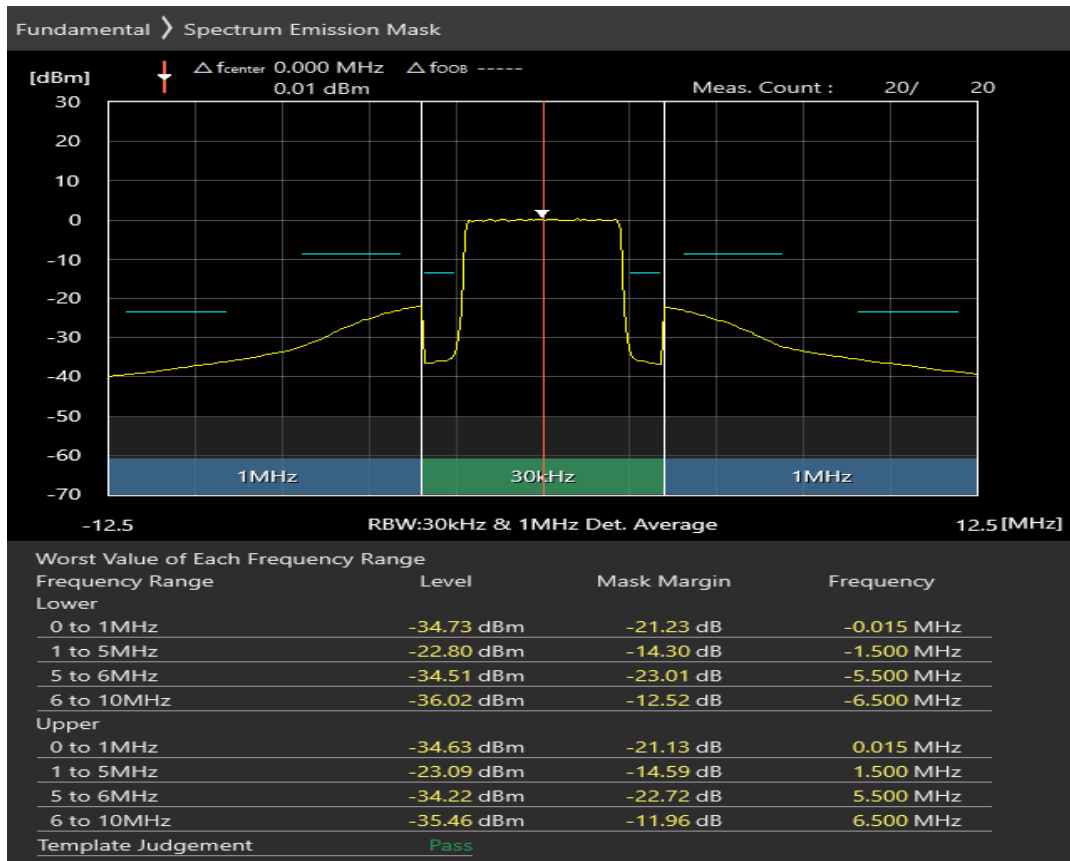 Fundamental 〉 Spectrum Emission Mask
[dBm] △ fcenter 0.000 MHz △ fOOB -----
0.01 dBm Meas. Count : 20/ 20
30
20
10
0
-10
-20
-30
-40
-50
-60
1MHz 30kHz 1MHz
-70
-12.5 RBW:30kHz & 1MHz Det. Average 12.5 [MHz]
Worst Value of Each Frequency Range
Frequency Range Level Mask Margin Frequency
Lower
0 to 1MHz -34.73 dBm -21.23 dB -0.015 MHz
1 to 5MHz -22.80 dBm -14.30 dB -1.500 MHz
5 to 6MHz -34.51 dBm -23.01 dB -5.500 MHz
6 to 10MHz -36.02 dBm -12.52 dB -6.500 MHz
Upper
0 to 1MHz -34.63 dBm -21.13 dB 0.015 MHz
1 to 5MHz -23.09 dBm -14.59 dB 1.500 MHz
5 to 6MHz -34.22 dBm -22.72 dB 5.500 MHz
6 to 10MHz -35.46 dBm -11.96 dB 6.500 MHz
Template Judgement Pass